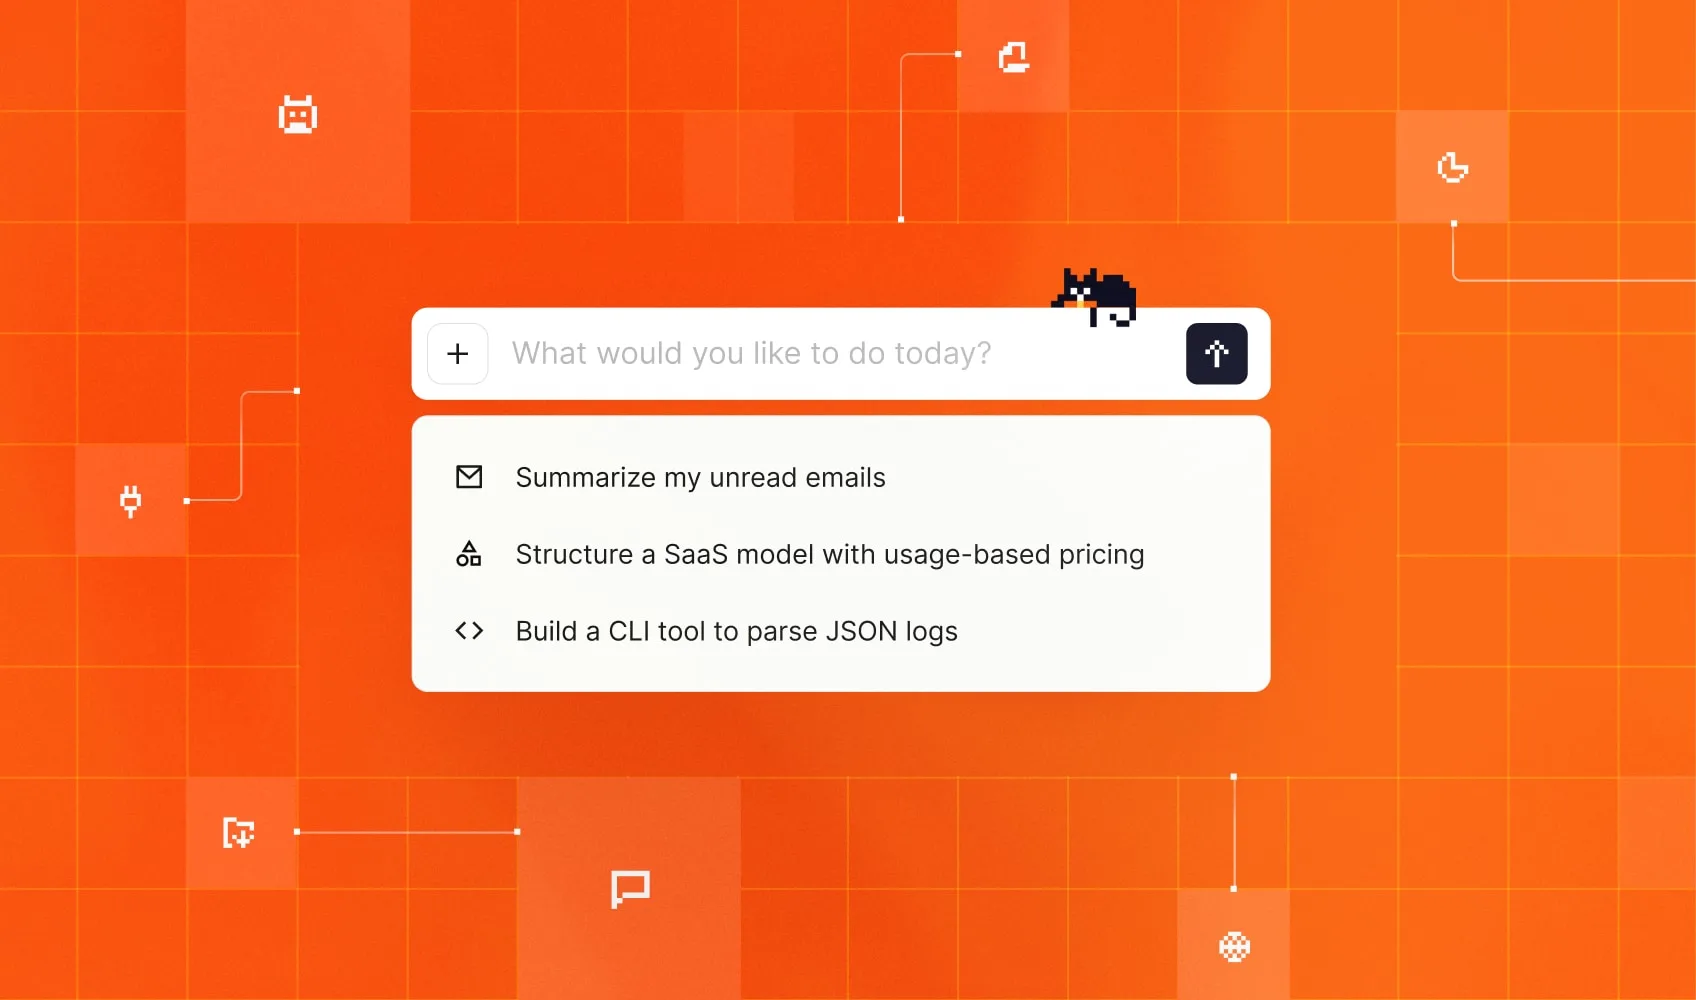 What would you like to do today?
Summarize my unread emails
Structure a SaaS model with usage-based pricing
Build a CLI tool to parse JSON logs